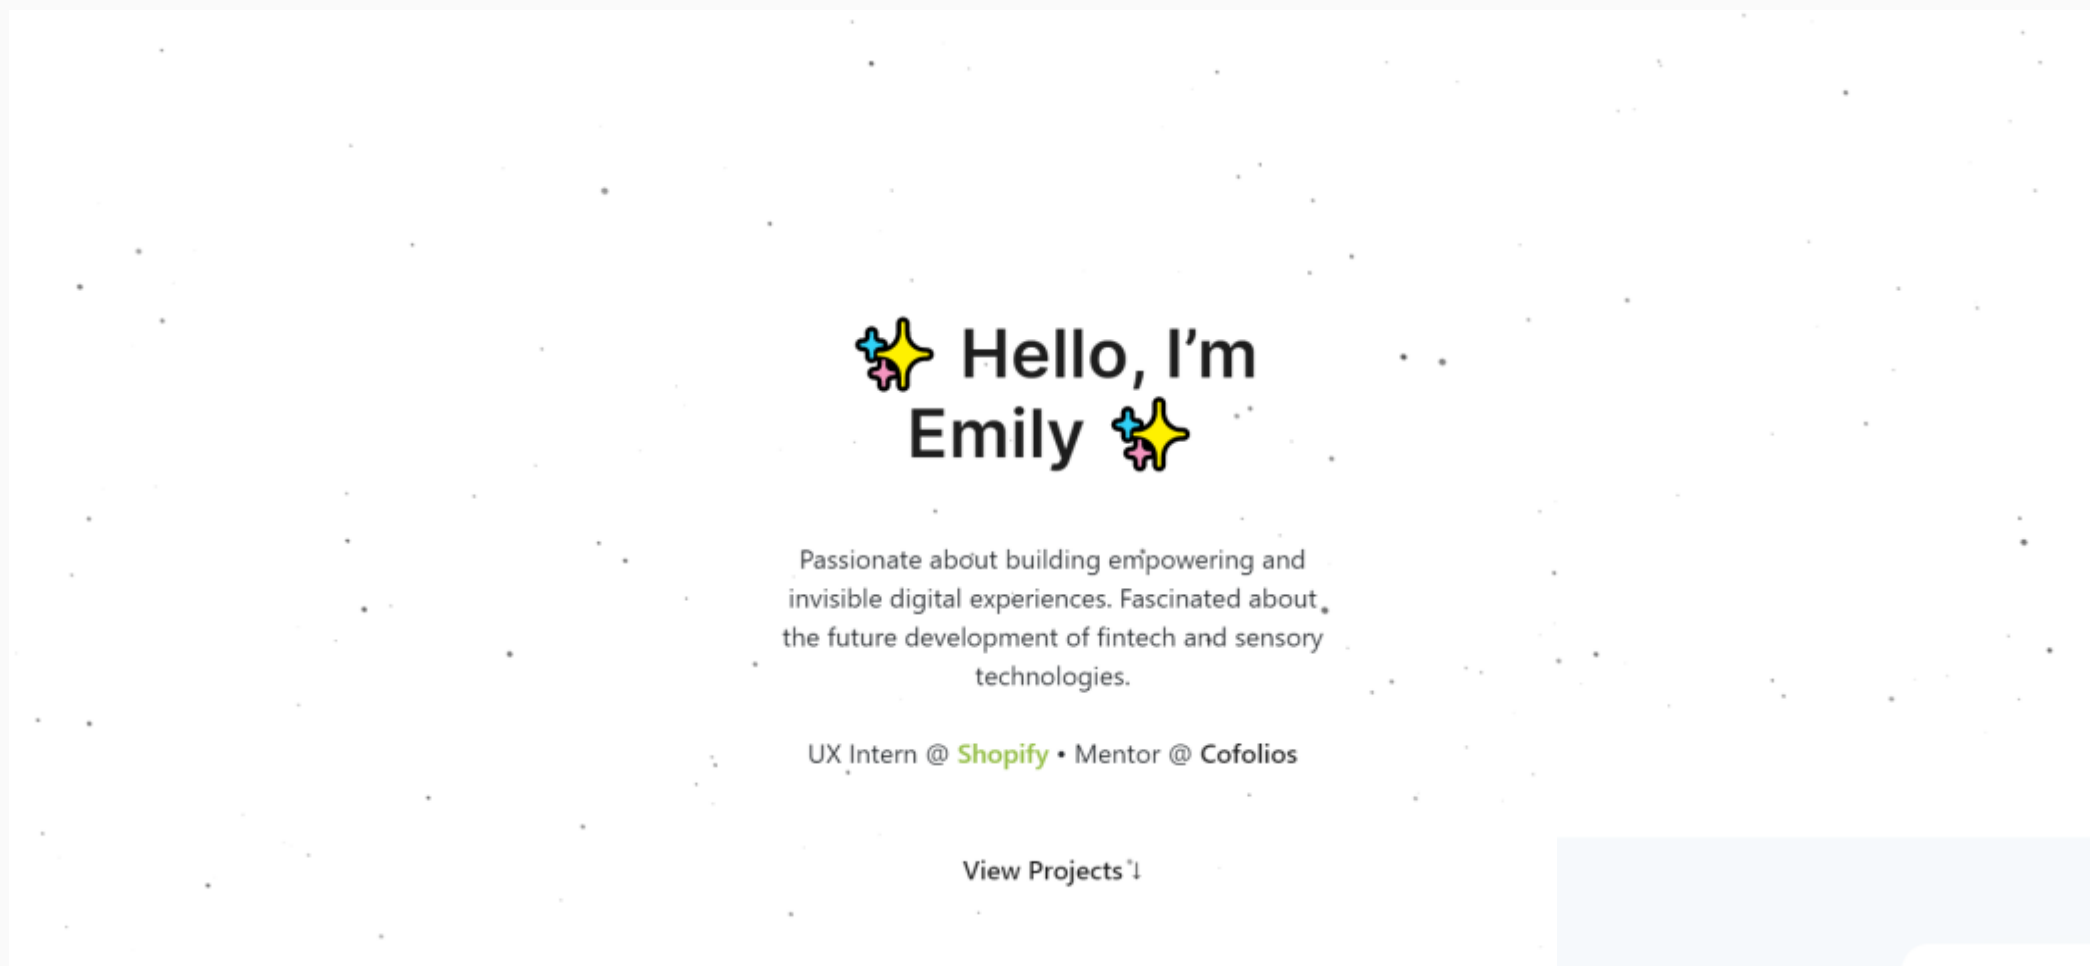 ✨ Hello, I’m
Emily ✨
Passionate about building empowering and
invisible digital experiences. Fascinated about
the future development of fintech and sensory
technologies.
UX Intern @ Shopify • Mentor @ Cofolios
View Projects ↓